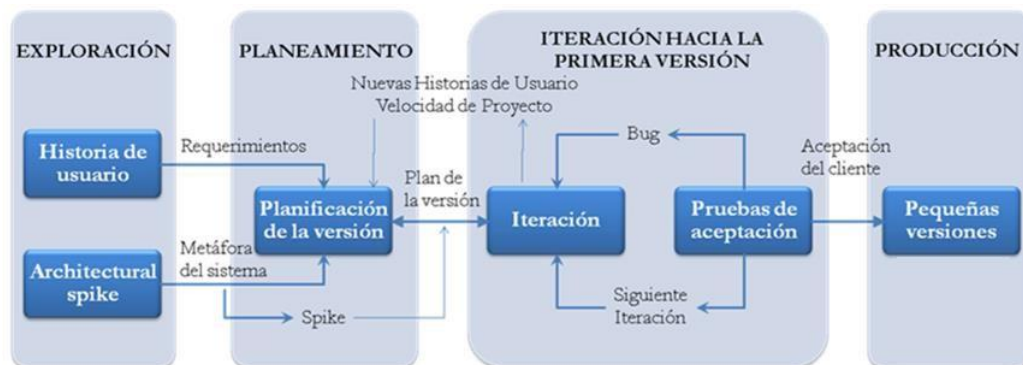 EXPLORACIÓN
Historia de
usuario
Architectural
spike
Requerimientos
Metáfora
del sistema
PLANEAMIENTO
Nuevas Historias de Usuario
Velocidad de Proyecto
Planificación
de la versión
Plan de
la versión
Spike
ITERACIÓN HACIA LA
PRIMERA VERSIÓN
Iteración
Bug
Pruebas de
aceptación
Siguiente
Iteración
Aceptación
del cliente
PRODUCCIÓN
Pequeñas
versiones